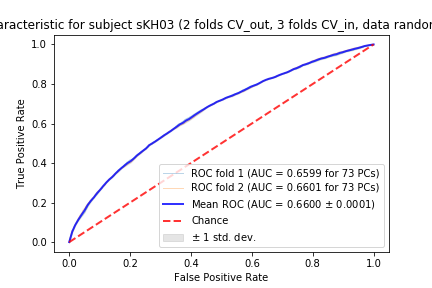 aracteristic for subject sKH03 (2 folds CV_out, 3 folds CV_in, data random
1.0
0.8
0.6
0.4
0.2
0.0
True Positive Rate
ROC fold 1 (AUC = 0.6599 for 73 PCs)
ROC fold 2 (AUC = 0.6601 for 73 PCs)
Mean ROC (AUC = 0.6600 ± 0.0001)
Chance
± 1 std. dev.
0.0 0.2 0.4 0.6 0.8 1.0
False Positive Rate